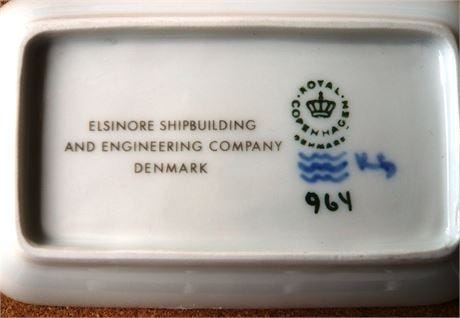 ELSINORE SHIPBUILDING
AND ENGINEERING COMPANY
DENMARK
ROYAL
COPENHAGEN
DENMARK
964